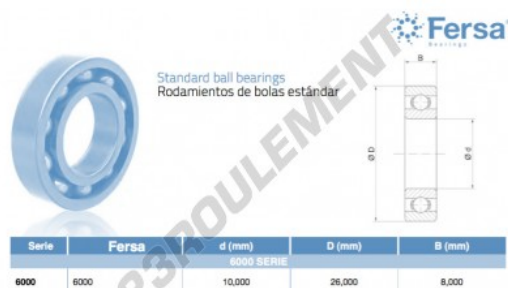 Fersa
Bearings
Standard ball bearings
Rodamientos de bolas estándar
B
Ø D
Ø d
Serie Fersa d (mm) D (mm) B (mm)
6000 SERIE
6000 6000 10,000 26,000 8,000
123ROULEMENT